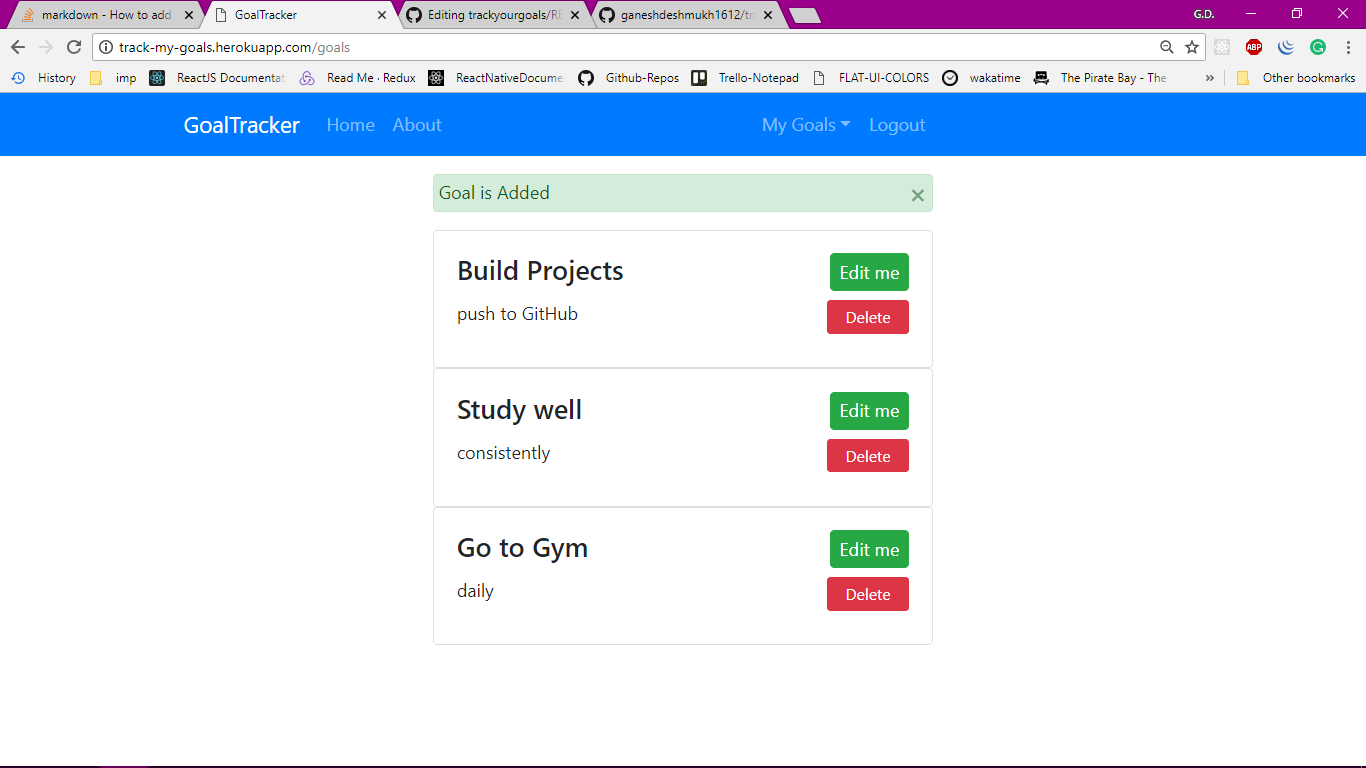 markdown - How to add
GoalTracker
Editing trackyourgoals/RE
ganeshdeshmukh1612/tr
G.D.
track-my-goals.herokuapp.com/goals
ABP
History
imp
ReactJS Documentat
Read Me · Redux
ReactNativeDocume
Github-Repos
Trello-Notepad
FLAT-UI-COLORS
wakatime
The Pirate Bay - The
»
Other bookmarks
GoalTracker
Home
About
My Goals
Logout
Goal is Added
×
Build Projects
Edit me
push to GitHub
Delete
Study well
Edit me
consistently
Delete
Go to Gym
Edit me
daily
Delete